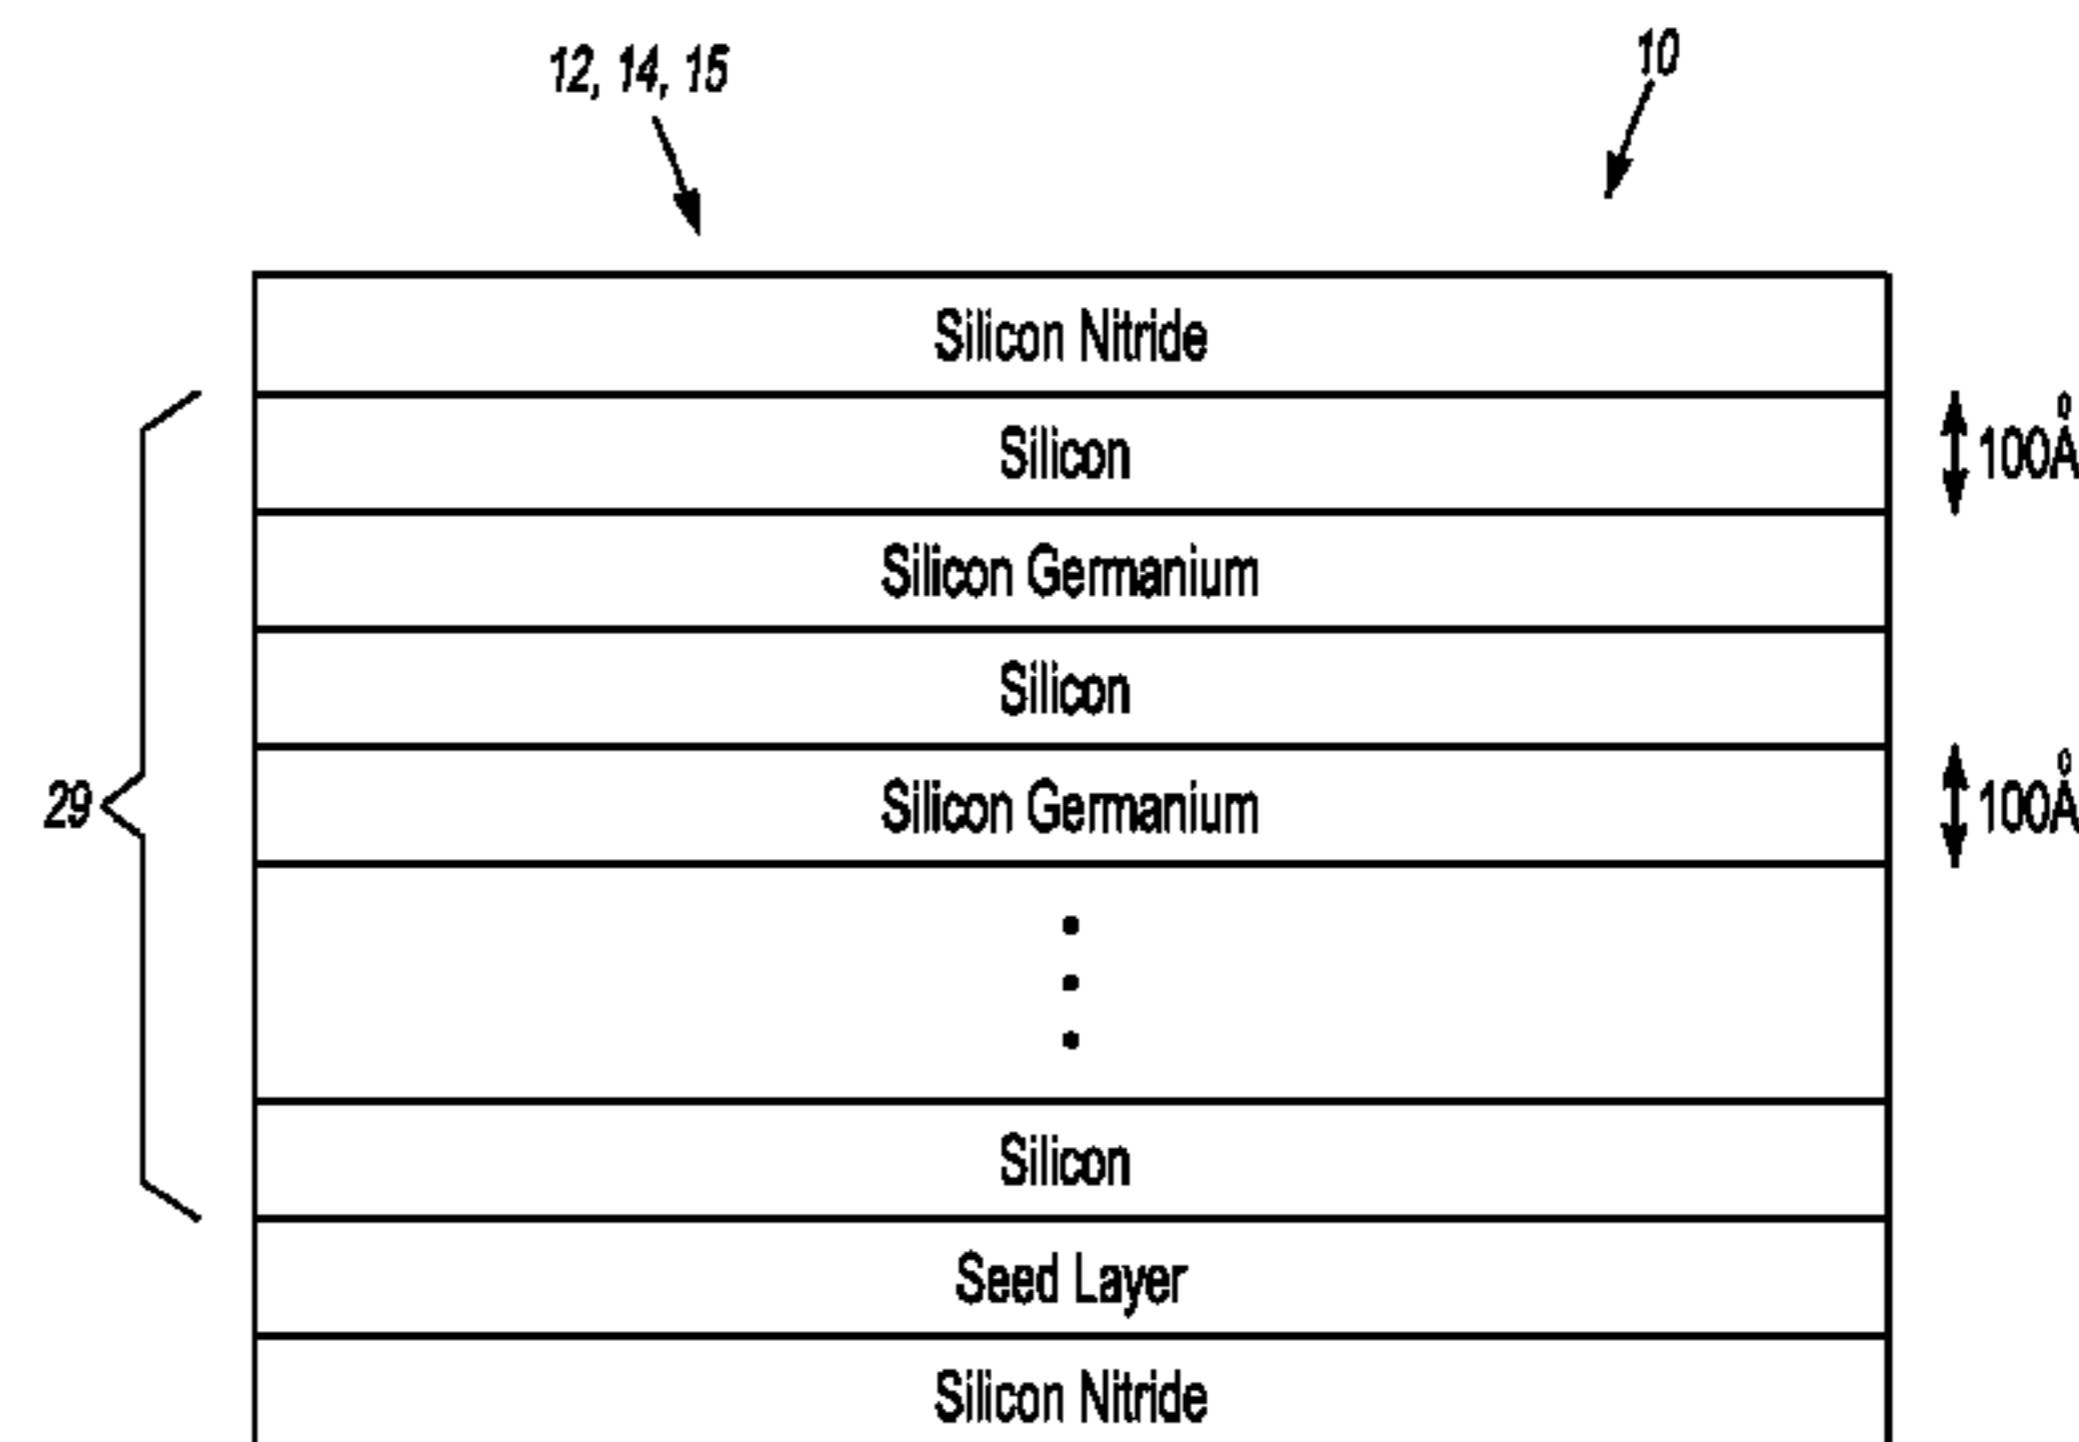 12, 14, 15
10
Silicon Nitride
Silicon
100Å
Silicon Germanium
Silicon
29
Silicon Germanium
100Å
Silicon
Seed Layer
Silicon Nitride